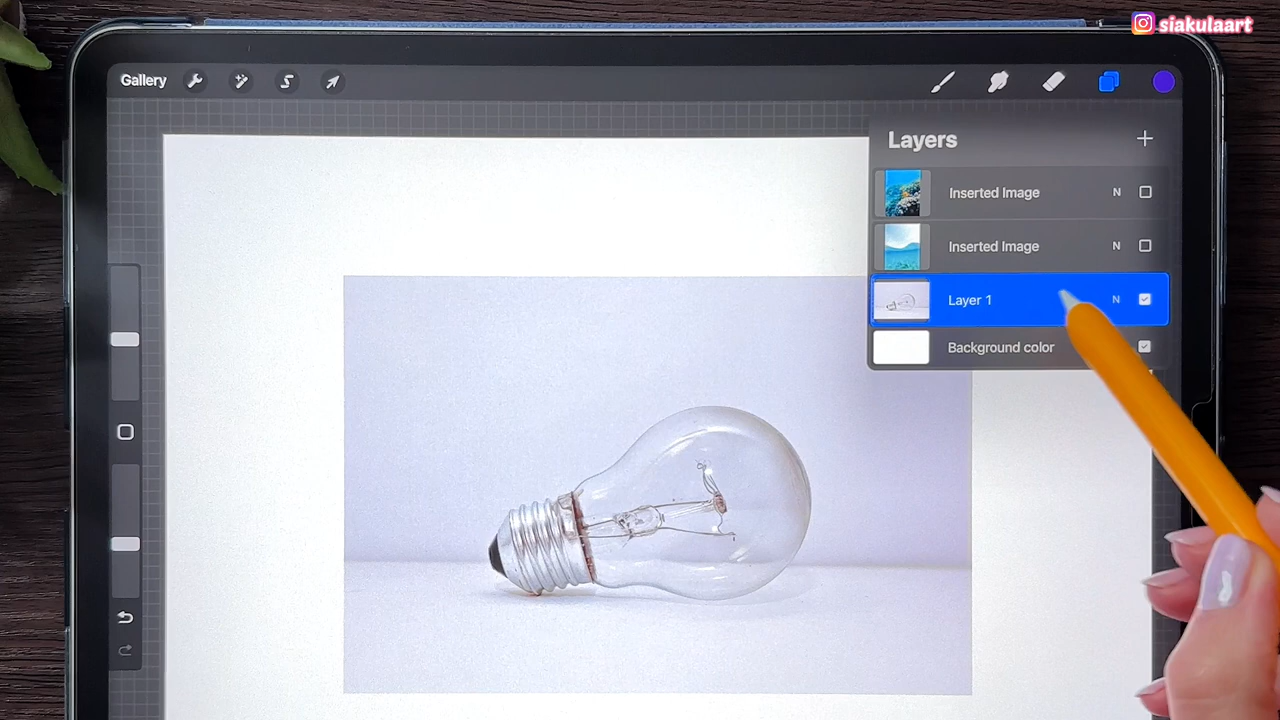 siakulaart
Gallery
Layers
Inserted Image N
Inserted Image N
Layer 1 N
Background color